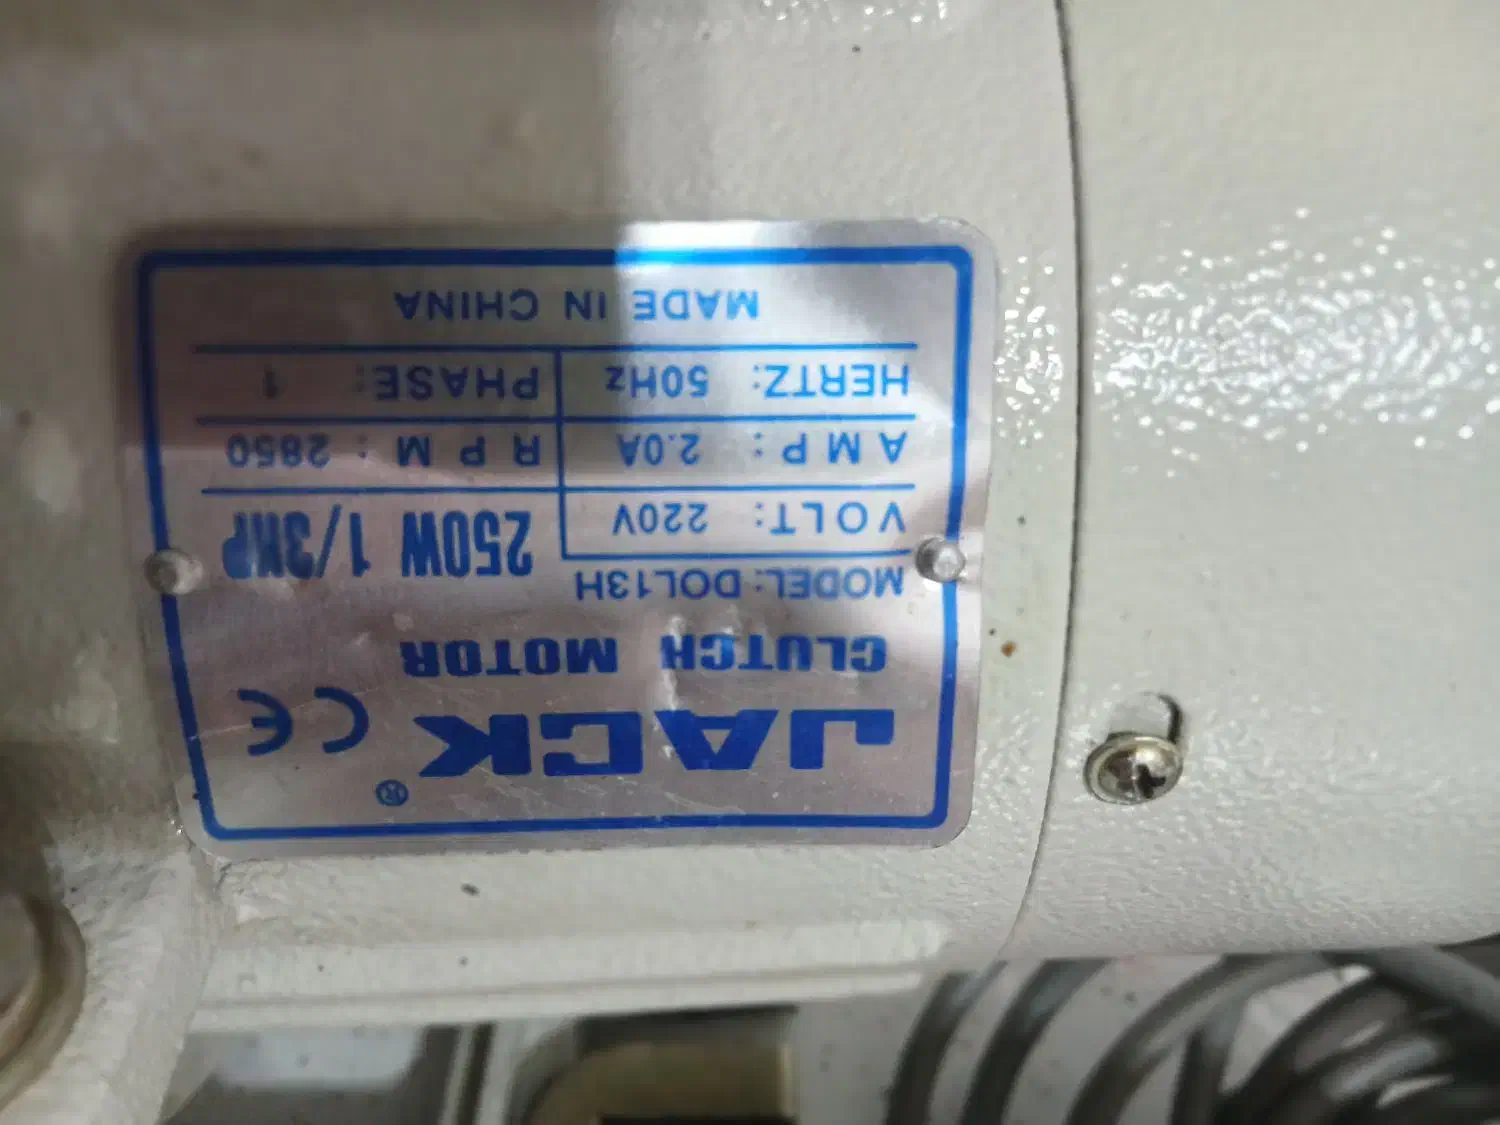 JACK® CE
CLUTCH MOTOR
MODEL: DOL13H
VOLT: 220V 250W 1/3HP
AMP: 2.0A RPM: 2850
HERTZ: 50Hz PHASE: 1
MADE IN CHINA